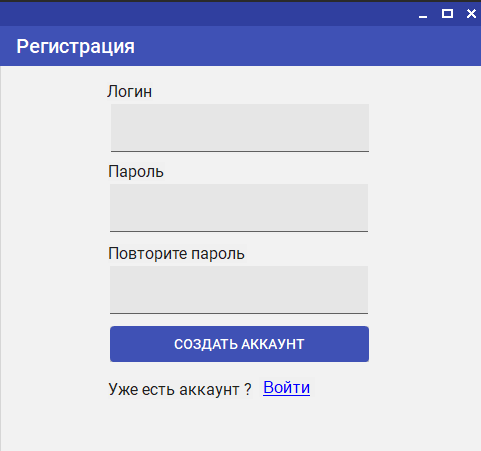 Регистрация
Логин
Пароль
Повторите пароль
СОЗДАТЬ АККАУНТ
Уже есть аккаунт ? Войти